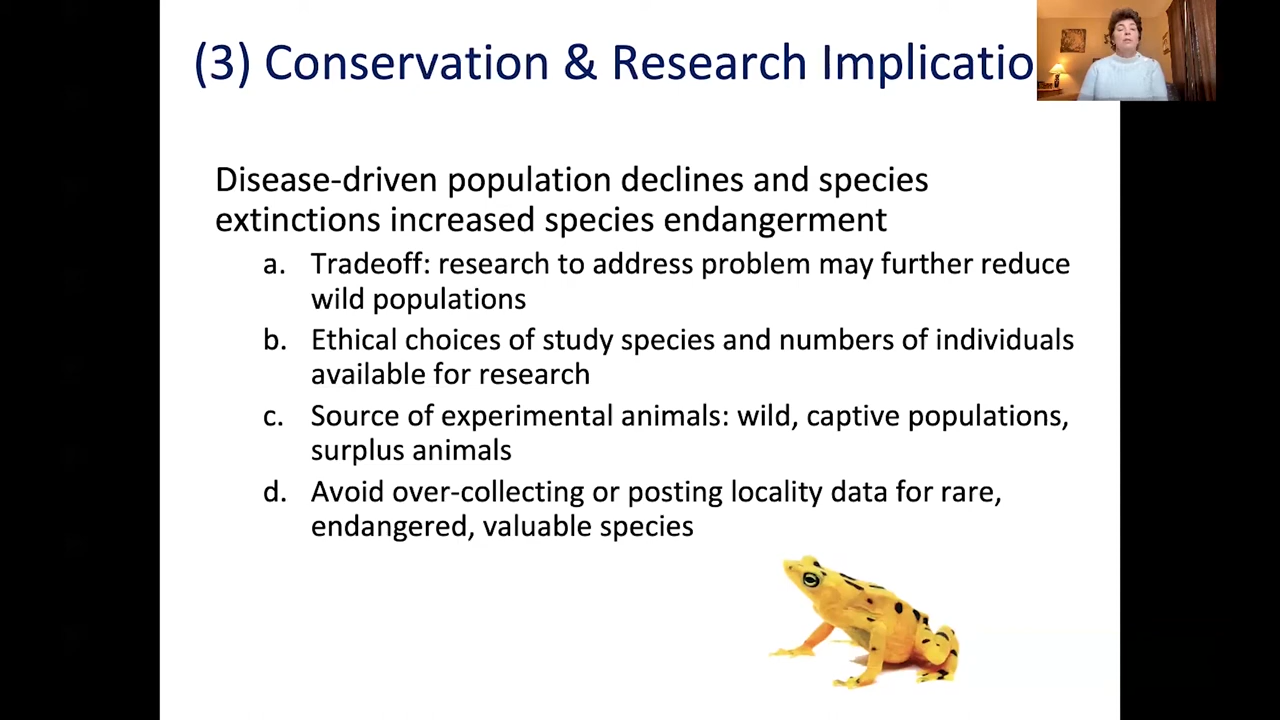 (3) Conservation & Research Implicatio
Disease-driven population declines and species
extinctions increased species endangerment
a. Tradeoff: research to address problem may further reduce
wild populations
b. Ethical choices of study species and numbers of individuals
available for research
c. Source of experimental animals: wild, captive populations,
surplus animals
d. Avoid over-collecting or posting locality data for rare,
endangered, valuable species